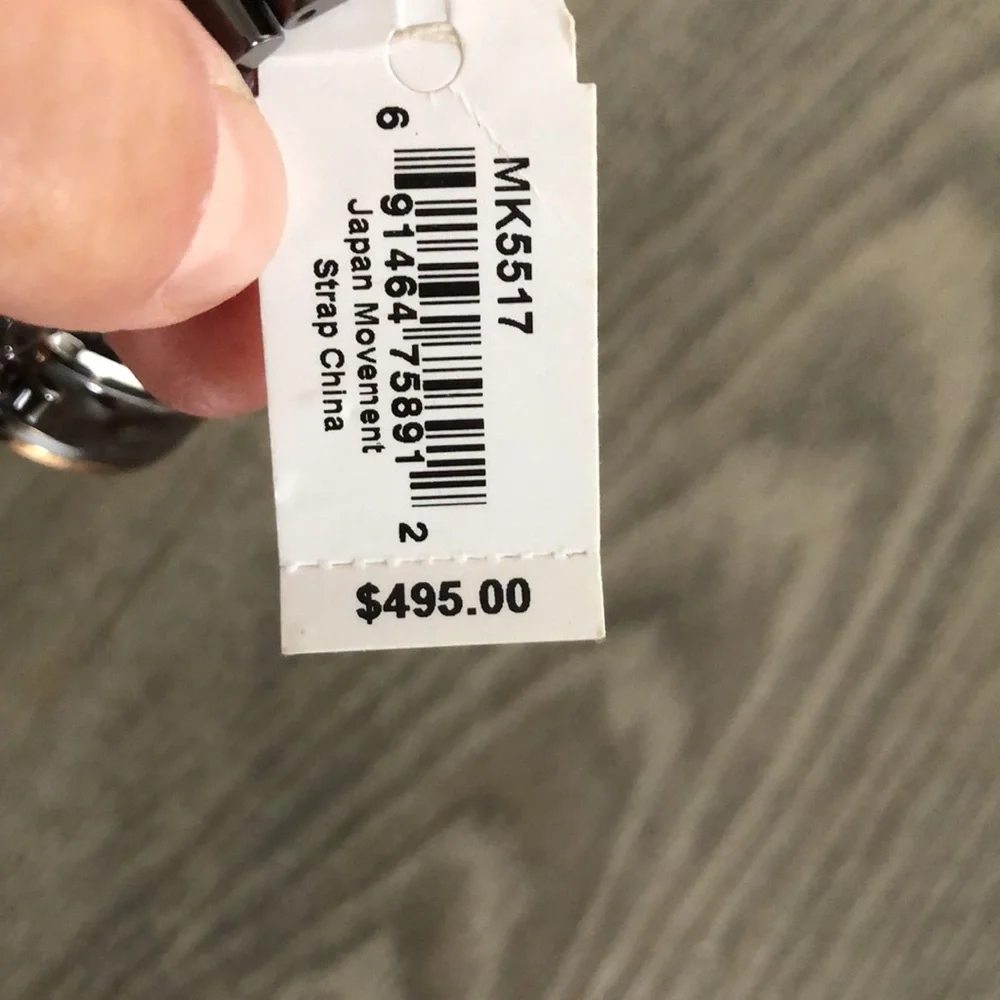 MK5517
6 91464 75891 2
Japan Movement
Strap China
$495.00